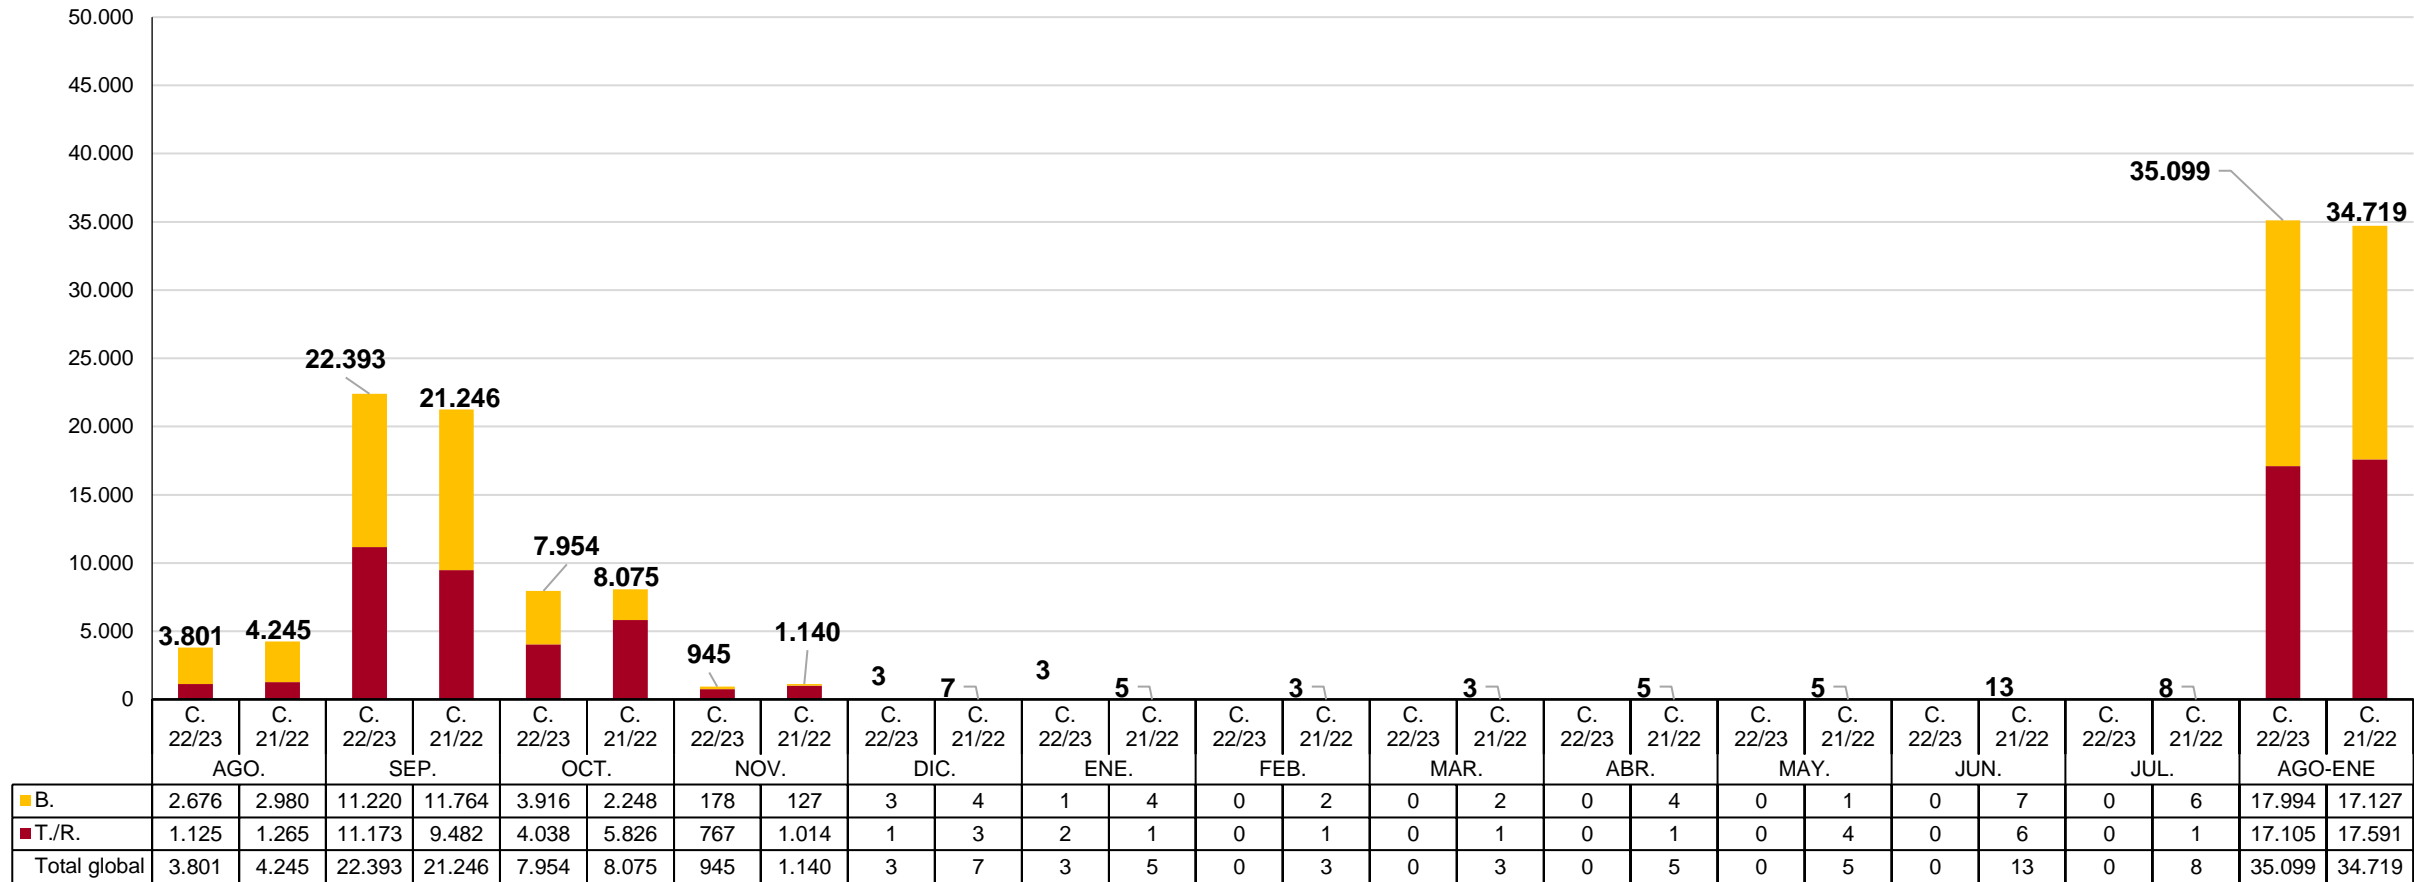 50.000
45.000
40.000
35.000
30.000
25.000
20.000
15.000
10.000
5.000
0
3.801 4.245 22.393 21.246 7.954 8.075 945 1.140 3 7 3 5 3 3 5 5 13 8 35.099 34.719
C. C. C. C. C. C. C. C. C. C. C. C. C. C. C. C. C. C. C. C. C. C. C. C. C. C.
22/23 21/22 22/23 21/22 22/23 21/22 22/23 21/22 22/23 21/22 22/23 21/22 22/23 21/22 22/23 21/22 22/23 21/22 22/23 21/22 22/23 21/22 22/23 21/22 22/23 21/22
AGO. SEP. OCT. NOV. DIC. ENE. FEB. MAR. ABR. MAY. JUN. JUL. AGO-ENE
B. 2.676 2.980 11.220 11.764 3.916 2.248 178 127 3 4 1 4 0 2 0 2 0 4 0 1 0 7 0 6 17.994 17.127
T./R. 1.125 1.265 11.173 9.482 4.038 5.826 767 1.014 1 3 2 1 0 1 0 1 0 1 0 4 0 6 0 1 17.105 17.591
Total global 3.801 4.245 22.393 21.246 7.954 8.075 945 1.140 3 7 3 5 0 3 0 3 0 5 0 5 0 13 0 8 35.099 34.719